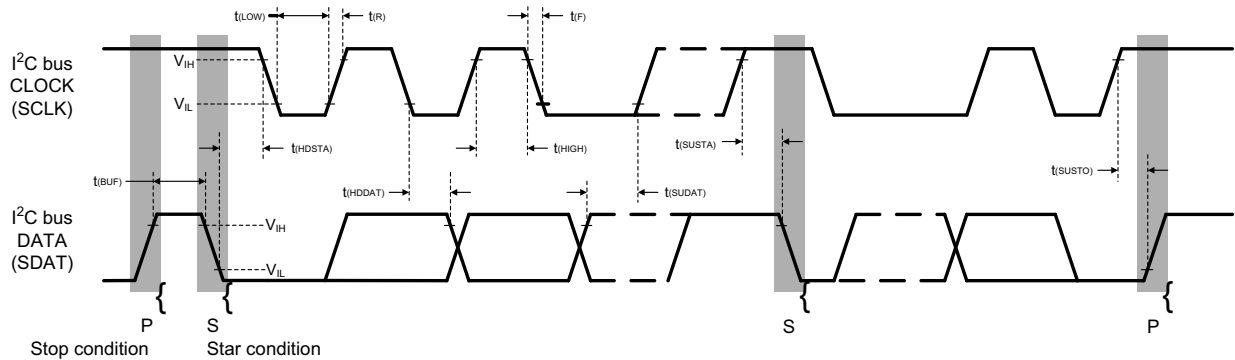 t(LOW)
t(R)
t(F)
I²C bus
CLOCK
(SCLK)
VIH
VIL
t(HDSTA)
t(HIGH)
t(SUSTA)
t(SUSTO)
t(BUF)
t(HDDAT)
t(SUDAT)
I²C bus
DATA
(SDAT)
VIH
VIL
{ { { {
P S S P
Stop condition Star condition